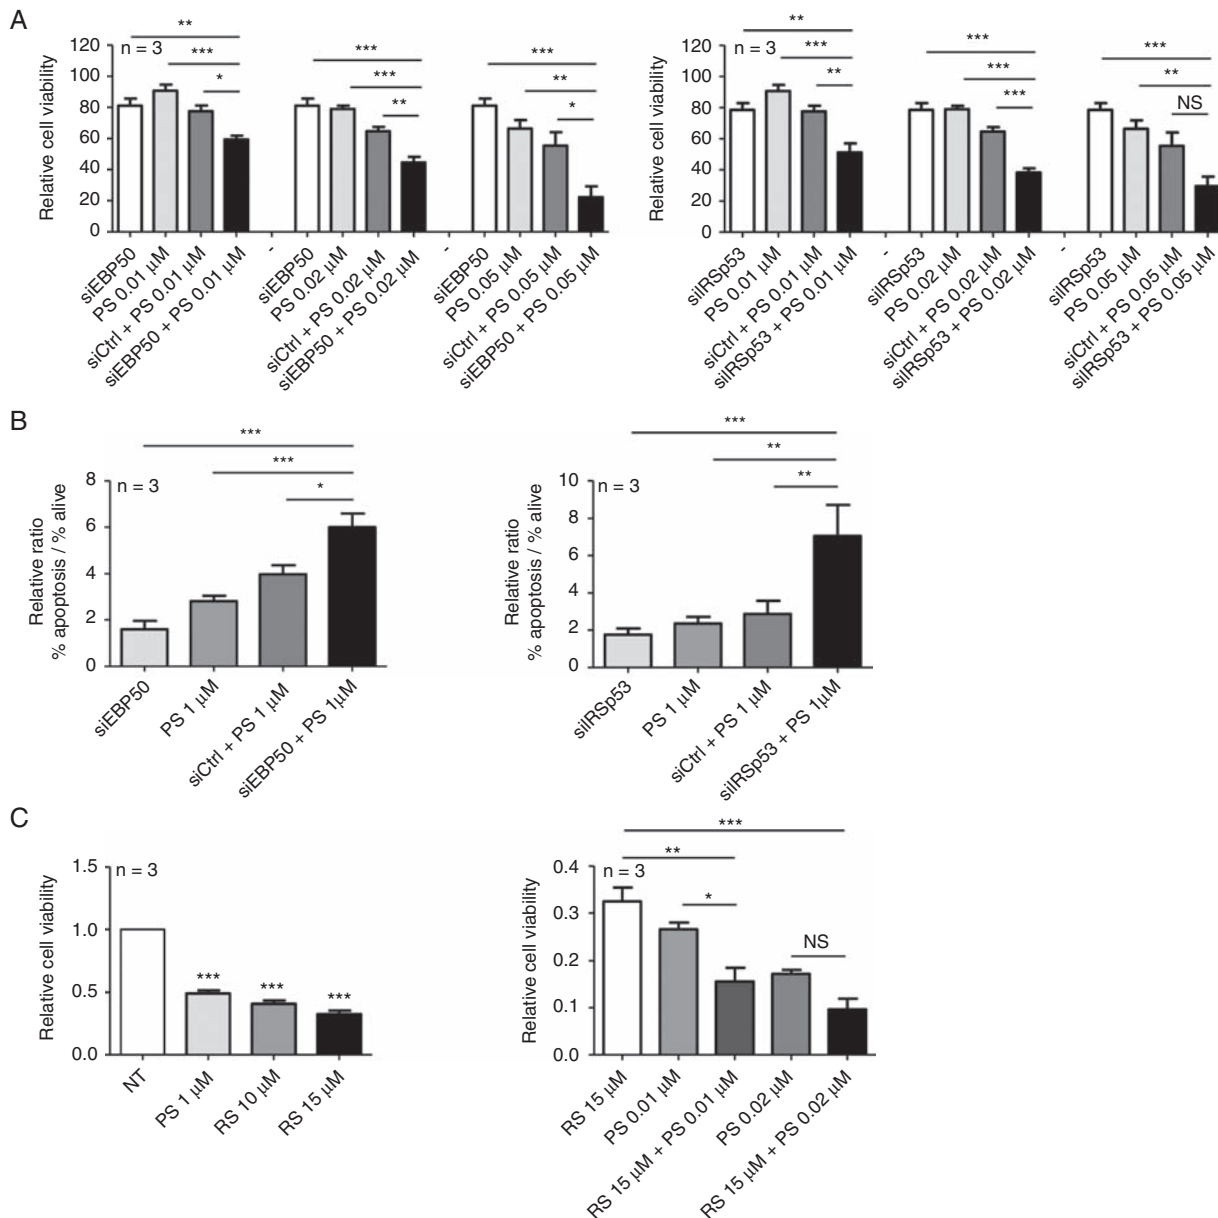 A
n = 3
**
***
*
***
***
**
***
**
*
Relative cell viability
120
100
80
60
40
20
0
siEBP50
PS 0.01 µM
siCtrl + PS 0.01 µM
siEBP50 + PS 0.01 µM
-
siEBP50
PS 0.02 µM
siCtrl + PS 0.02 µM
siEBP50 + PS 0.02 µM
-
siEBP50
PS 0.05 µM
siCtrl + PS 0.05 µM
siEBP50 + PS 0.05 µM
n = 3
**
***
**
***
***
***
***
**
NS
Relative cell viability
120
100
80
60
40
20
0
siIRSp53
PS 0.01 µM
siCtrl + PS 0.01 µM
siIRSp53 + PS 0.01 µM
-
siIRSp53
PS 0.02 µM
siCtrl + PS 0.02 µM
siIRSp53 + PS 0.02 µM
-
siIRSp53
PS 0.05 µM
siCtrl + PS 0.05 µM
siIRSp53 + PS 0.05 µM
B
***
***
*
n = 3
Relative ratio
% apoptosis / % alive
8
6
4
2
0
siEBP50
PS 1 µM
siCtrl + PS 1 µM
siEBP50 + PS 1µM
***
**
**
n = 3
Relative ratio
% apoptosis / % alive
10
8
6
4
2
0
siIRSp53
PS 1 µM
siCtrl + PS 1 µM
siIRSp53 + PS 1µM
C
n = 3
Relative cell viability
1.5
1.0
0.5
0.0
***
***
***
NT
PS 1 µM
RS 10 µM
RS 15 µM
***
**
*
NS
n = 3
Relative cell viability
0.4
0.3
0.2
0.1
0.0
RS 15 µM
PS 0.01 µM
RS 15 µM + PS 0.01 µM
PS 0.02 µM
RS 15 µM + PS 0.02 µM